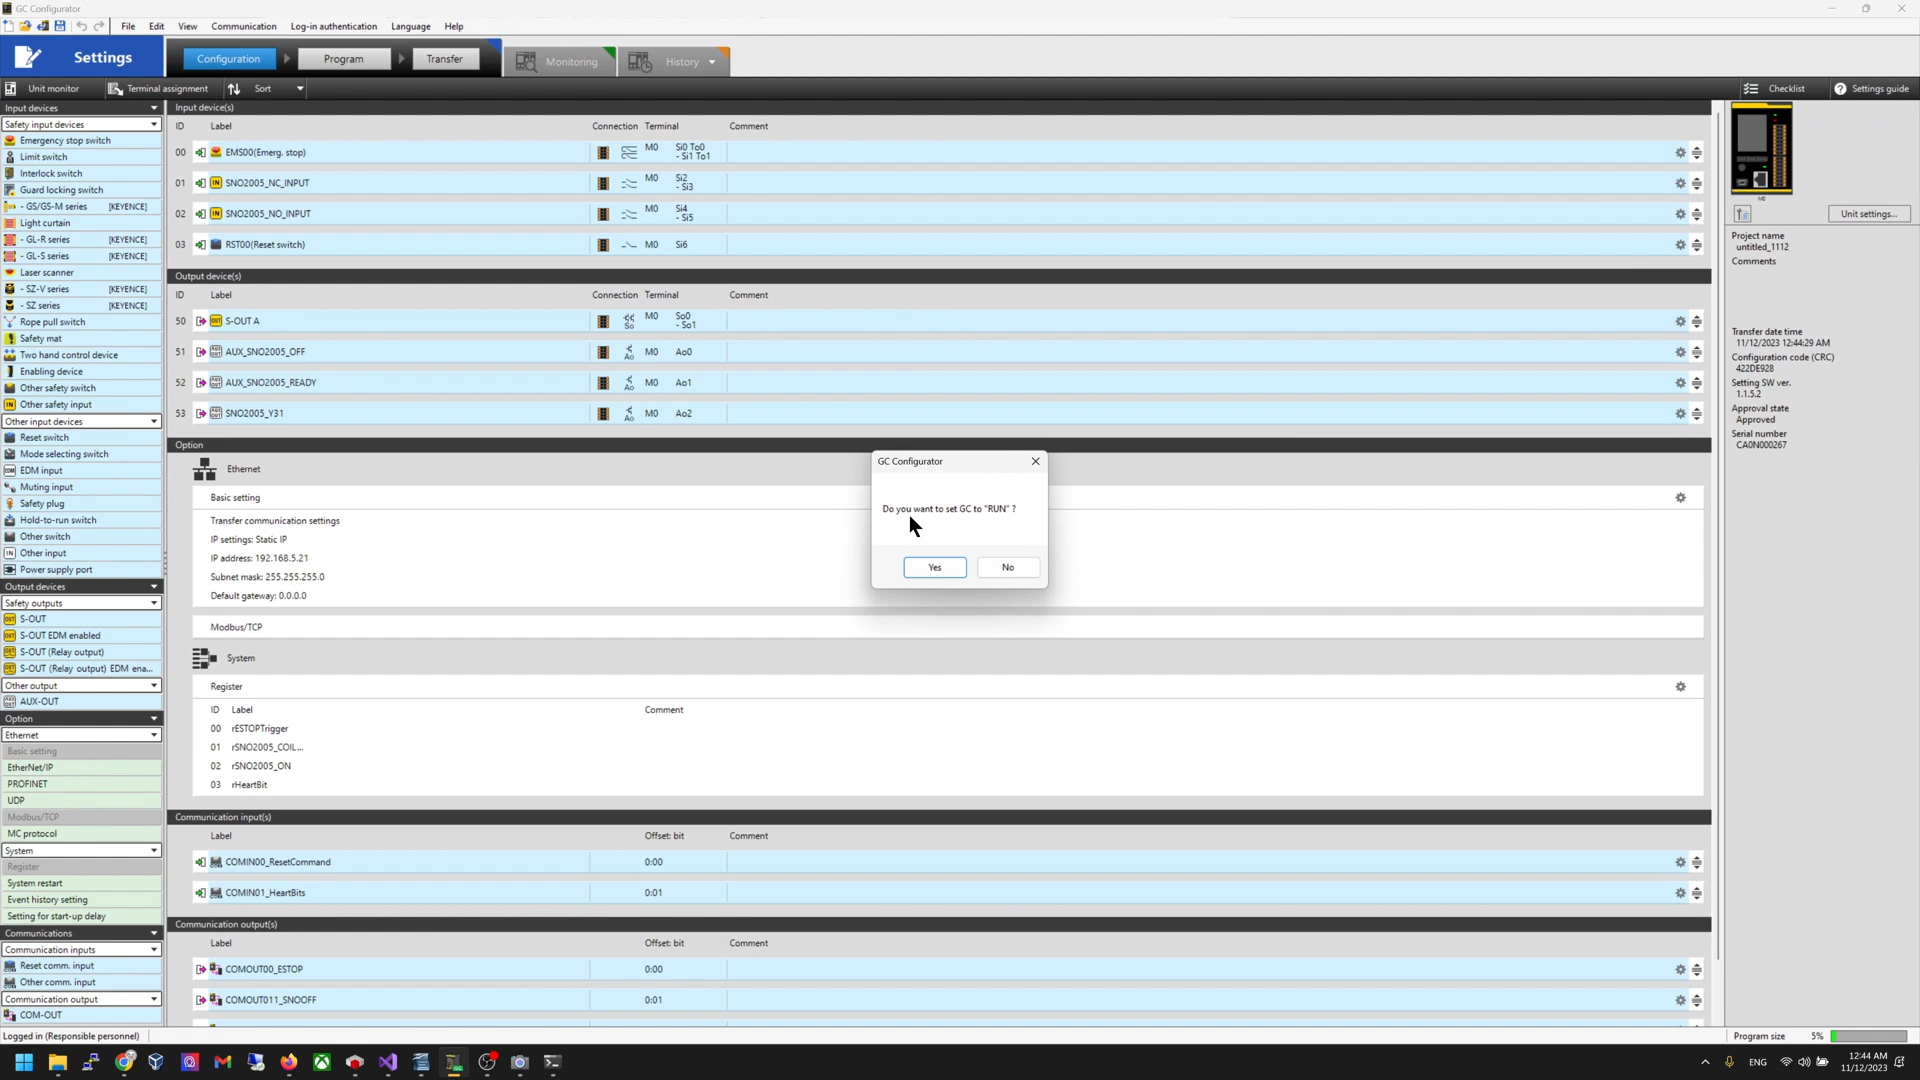 GC Configurator
File Edit View Communication Log-in authentication Language Help
Settings Configuration Program Transfer Monitoring History
Unit monitor Terminal assignment Sort Checklist Settings guide
Input devices
Safety input devices
Emergency stop switch
Limit switch
Interlock switch
Guard locking switch
- GS/GS-M series [KEYENCE]
Light curtain
- GL-R series [KEYENCE]
- GL-S series [KEYENCE]
Laser scanner
- SZ-V series [KEYENCE]
- SZ series [KEYENCE]
Rope pull switch
Safety mat
Two hand control device
Enabling device
Other safety switch
Other safety input
Other input devices
Reset switch
Mode selecting switch
EDM input
Muting input
Safety plug
Hold-to-run switch
Other switch
Other input
Power supply port
Output devices
Safety outputs
S-OUT
S-OUT EDM enabled
S-OUT (Relay output)
S-OUT (Relay output) EDM ena...
Other output
AUX-OUT
Option
Ethernet
Basic setting
EtherNet/IP
PROFINET
UDP
Modbus/TCP
MC protocol
System
Register
System restart
Event history setting
Setting for start-up delay
Communications
Communication inputs
Reset comm. input
Other comm. input
Communication output
COM-OUT
Input device(s)
ID Label Connection Terminal Comment
00 EMS00(Emerg. stop) M0 Si0 To0
- Si1 To1
01 IN SNO2005_NC_INPUT M0 Si2
- Si3
02 IN SNO2005_NO_INPUT M0 Si4
- Si5
03 RST00(Reset switch) M0 Si6
Output device(s)
ID Label Connection Terminal Comment
50 OUT S-OUT A So M0 So0
- So1
51 AUX OUT AUX_SNO2005_OFF Ao M0 Ao0
52 AUX OUT AUX_SNO2005_READY Ao M0 Ao1
53 AUX OUT SNO2005_Y31 Ao M0 Ao2
Option
Ethernet
Basic setting
Transfer communication settings
IP settings: Static IP
IP address: 192.168.5.21
Subnet mask: 255.255.255.0
Default gateway: 0.0.0.0
Modbus/TCP
System
Register
ID Label Comment
00 rESTOPTrigger
01 rSNO2005_COIL...
02 rSNO2005_ON
03 rHeartBit
Communication input(s)
Label Offset: bit Comment
COMIN00_ResetCommand 0:00
COMIN01_HeartBits 0:01
Communication output(s)
Label Offset: bit Comment
COMOUT00_ESTOP 0:00
COMOUT011_SNOOFF 0:01
GC Configurator
Do you want to set GC to "RUN" ?
Yes No
M0
Unit settings...
Project name
untitled_1112
Comments
Transfer date time
11/12/2023 12:44:29 AM
Configuration code (CRC)
422DE928
Setting SW ver.
1.1.5.2
Approval state
Approved
Serial number
CA0N000267
Logged in (Responsible personnel) Program size 5%
ENG 12:44 AM
11/12/2023